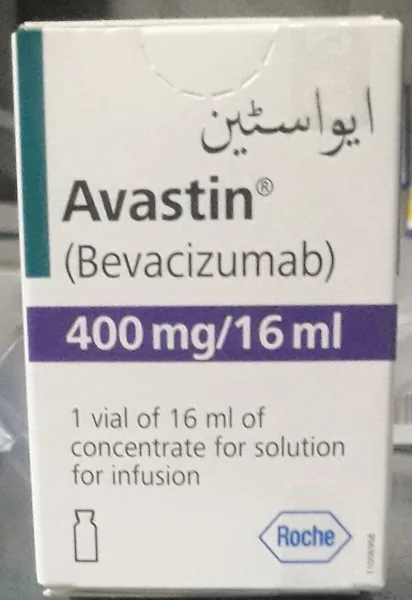 ایواسٹین
Avastin®
(Bevacizumab)
400 mg/16 ml
1 vial of 16 ml of
concentrate for solution
for infusion
Roche